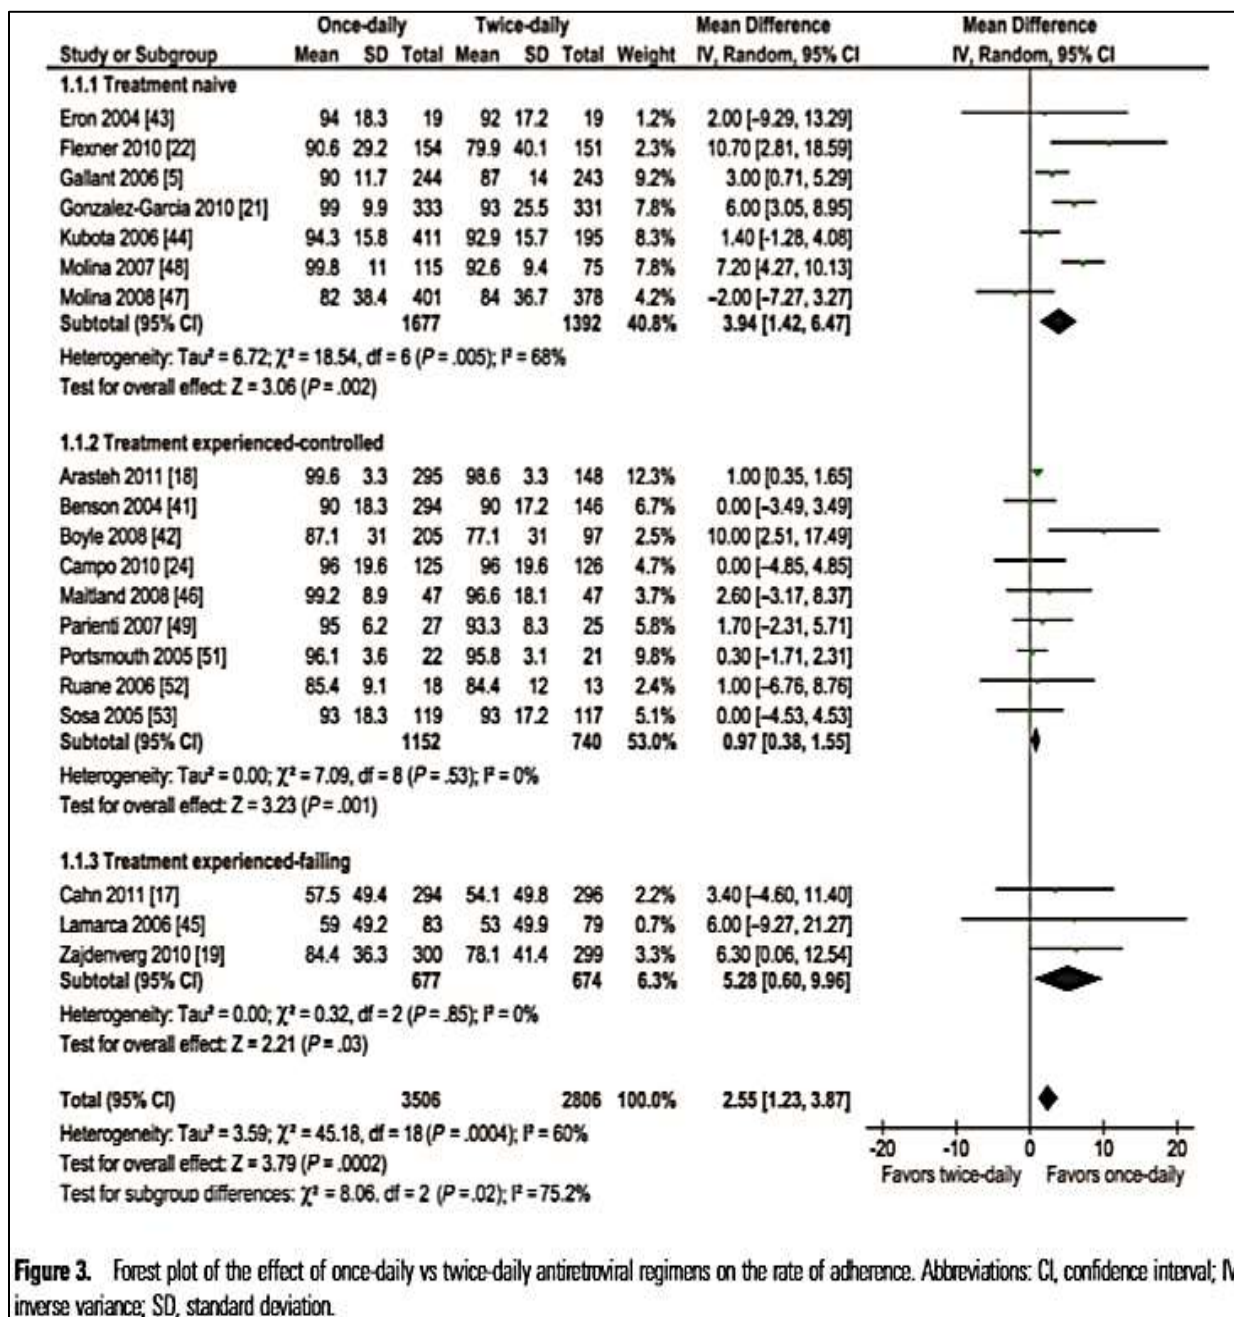 Once-daily Twice-daily Mean Difference Mean Difference
Study or Subgroup Mean SD Total Mean SD Total Weight IV, Random, 95% CI IV, Random, 95% CI
1.1.1 Treatment naive
Eron 2004 [43] 94 18.3 19 92 17.2 19 1.2% 2.00 [–9.29, 13.29]
Flexner 2010 [22] 90.6 29.2 154 79.9 40.1 151 2.3% 10.70 [2.81, 18.59]
Gallant 2006 [5] 90 11.7 244 87 14 243 9.2% 3.00 [0.71, 5.29]
Gonzalez-Garcia 2010 [21] 99 9.9 333 93 25.5 331 7.8% 6.00 [3.05, 8.95]
Kubota 2006 [44] 94.3 15.8 411 92.9 15.7 195 8.3% 1.40 [-1.28, 4.08]
Molina 2007 [48] 99.8 11 115 92.6 9.4 75 7.8% 7.20 [4.27, 10.13]
Molina 2008 [47] 82 38.4 401 84 36.7 378 4.2% –2.00 [–7.27, 3.27]
Subtotal (95% CI) 1677 1392 40.8% 3.94 [1.42, 6.47]
Heterogeneity: Tau² = 6.72; χ² = 18.54, df = 6 (P = .005); I² = 68%
Test for overall effect: Z = 3.06 (P = .002)
1.1.2 Treatment experienced-controlled
Arasteh 2011 [18] 99.6 3.3 295 98.6 3.3 148 12.3% 1.00 [0.35, 1.65]
Benson 2004 [41] 90 18.3 294 90 17.2 146 6.7% 0.00 [–3.49, 3.49]
Boyle 2008 [42] 87.1 31 205 77.1 31 97 2.5% 10.00 [2.51, 17.49]
Campo 2010 [24] 96 19.6 125 96 19.6 126 4.7% 0.00 [–4.85, 4.85]
Maitland 2008 [46] 99.2 8.9 47 96.6 18.1 47 3.7% 2.60 [–3.17, 8.37]
Parienti 2007 [49] 95 6.2 27 93.3 8.3 25 5.8% 1.70 [–2.31, 5.71]
Portsmouth 2005 [51] 96.1 3.6 22 95.8 3.1 21 9.8% 0.30 [–1.71, 2.31]
Ruane 2006 [52] 85.4 9.1 18 84.4 12 13 2.4% 1.00 [–6.76, 8.76]
Sosa 2005 [53] 93 18.3 119 93 17.2 117 5.1% 0.00 [–4.53, 4.53]
Subtotal (95% CI) 1152 740 53.0% 0.97 [0.38, 1.55]
Heterogeneity: Tau² = 0.00; χ² = 7.09, df = 8 (P = .53); I² = 0%
Test for overall effect: Z = 3.23 (P = .001)
1.1.3 Treatment experienced-failing
Cahn 2011 [17] 57.5 49.4 294 54.1 49.8 296 2.2% 3.40 [–4.60, 11.40]
Lamarca 2006 [45] 59 49.2 83 53 49.9 79 0.7% 6.00 [–9.27, 21.27]
Zajdenverg 2010 [19] 84.4 36.3 300 78.1 41.4 299 3.3% 6.30 [0.06, 12.54]
Subtotal (95% CI) 677 674 6.3% 5.28 [0.60, 9.96]
Heterogeneity: Tau² = 0.00; χ² = 0.32, df = 2 (P = .85); I² = 0%
Test for overall effect: Z = 2.21 (P = .03)
Total (95% CI) 3506 2806 100.0% 2.55 [1.23, 3.87]
Heterogeneity: Tau² = 3.59; χ² = 45.18, df = 18 (P = .0004); I² = 60%
Test for overall effect: Z = 3.79 (P = .0002)
Test for subgroup differences: χ² = 8.06, df = 2 (P = .02); I² = 75.2%
-20 -10 0 10 20
Favors twice-daily Favors once-daily
Figure 3. Forest plot of the effect of once-daily vs twice-daily antiretroviral regimens on the rate of adherence. Abbreviations: CI, confidence interval; IV
inverse variance; SD, standard deviation.